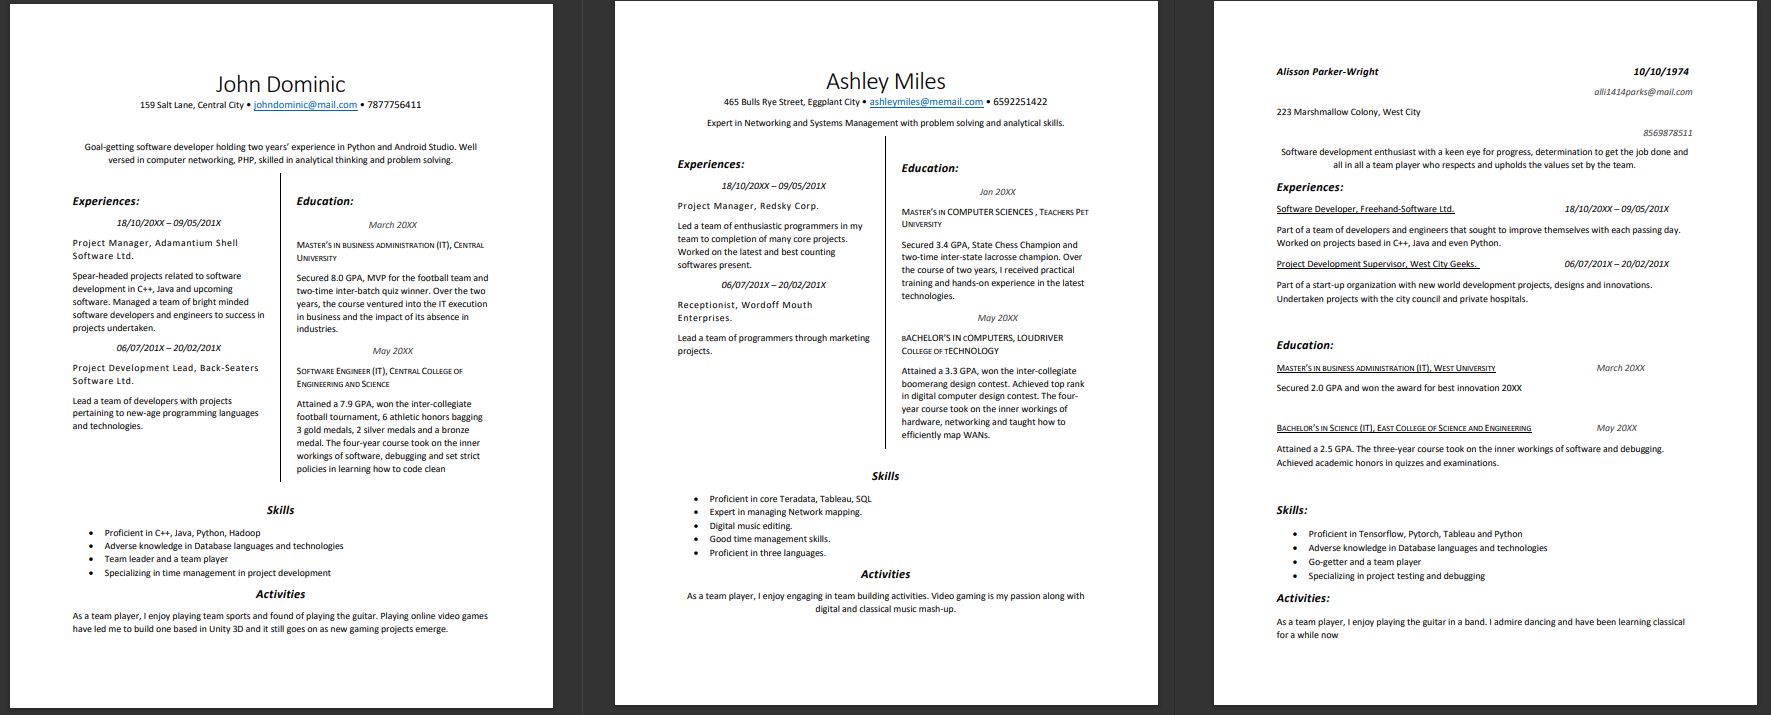 John Dominic
159 Salt Lane, Central City • johndominic@mail.com • 7877756411
Goal-getting software developer holding two years' experience in Python and Android Studio. Well
versed in computer networking, PHP, skilled in analytical thinking and problem solving.
Experiences:
18/10/20XX – 09/05/201X
Project Manager, Adamantium Shell
Software Ltd.
Spear-headed projects related to software
development in C++, Java and upcoming
software. Managed a team of bright minded
software developers and engineers to success in
projects undertaken.
06/07/201X – 20/02/201X
Project Development Lead, Back-Seaters
Software Ltd.
Lead a team of developers with projects
pertaining to new-age programming languages
and technologies.
Education:
March 20XX
MASTER'S IN BUSINESS ADMINISTRATION (IT), CENTRAL
UNIVERSITY
Secured 8.0 GPA, MVP for the football team and
two-time inter-batch quiz winner. Over the two
years, the course ventured into the IT execution
in business and the impact of its absence in
industries.
May 20XX
SOFTWARE ENGINEER (IT), CENTRAL COLLEGE OF
ENGINEERING AND SCIENCE
Attained a 7.9 GPA, won the inter-collegiate
football tournament, 6 athletic honors bagging
3 gold medals, 2 silver medals and a bronze
medal. The four-year course took on the inner
workings of software, debugging and set strict
policies in learning how to code clean
Skills
• Proficient in C++, Java, Python, Hadoop
• Adverse knowledge in Database languages and technologies
• Team leader and a team player
• Specializing in time management in project development
Activities
As a team player, I enjoy playing team sports and found of playing the guitar. Playing online video games
have led me to build one based in Unity 3D and it still goes on as new gaming projects emerge.
Ashley Miles
465 Bulls Rye Street, Eggplant City • ashleymiles@memail.com • 6592251422
Expert in Networking and Systems Management with problem solving and analytical skills.
Experiences:
18/10/20XX – 09/05/201X
Project Manager, Redsky Corp.
Led a team of enthusiastic programmers in my
team to completion of many core projects.
Worked on the latest and best counting
softwares present.
06/07/201X – 20/02/201X
Receptionist, Wordoff Mouth
Enterprises.
Lead a team of programmers through marketing
projects.
Education:
Jan 20XX
MASTER'S IN COMPUTER SCIENCES , TEACHERS PET
UNIVERSITY
Secured 3.4 GPA, State Chess Champion and
two-time inter-state lacrosse champion. Over
the course of two years, I received practical
training and hands-on experience in the latest
technologies.
May 20XX
BACHELOR'S IN COMPUTERS, LOUDRIVER
COLLEGE OF TECHNOLOGY
Attained a 3.3 GPA, won the inter-collegiate
boomerang design contest. Achieved top rank
in digital computer design contest. The four-
year course took on the inner workings of
hardware, networking and taught how to
efficiently map WANs.
Skills
• Proficient in core Teradata, Tableau, SQL
• Expert in managing Network mapping.
• Digital music editing.
• Good time management skills.
• Proficient in three languages.
Activities
As a team player, I enjoy engaging in team building activities. Video gaming is my passion along with
digital and classical music mash-up.
Alisson Parker-Wright 10/10/1974
alli1414parks@mail.com
223 Marshmallow Colony, West City
8569878511
Software development enthusiast with a keen eye for progress, determination to get the job done and
all in all a team player who respects and upholds the values set by the team.
Experiences:
Software Developer, Freehand-Software Ltd. 18/10/20XX – 09/05/201X
Part of a team of developers and engineers that sought to improve themselves with each passing day.
Worked on projects based in C++, Java and even Python.
Project Development Supervisor, West City Geeks. 06/07/201X – 20/02/201X
Part of a start-up organization with new world development projects, designs and innovations.
Undertaken projects with the city council and private hospitals.
Education:
MASTER'S IN BUSINESS ADMINISTRATION (IT), WEST UNIVERSITY March 20XX
Secured 2.0 GPA and won the award for best innovation 20XX
BACHELOR'S IN SCIENCE (IT), EAST COLLEGE OF SCIENCE AND ENGINEERING May 20XX
Attained a 2.5 GPA. The three-year course took on the inner workings of software and debugging.
Achieved academic honors in quizzes and examinations.
Skills:
• Proficient in Tensorflow, Pytorch, Tableau and Python
• Adverse knowledge in Database languages and technologies
• Go-getter and a team player
• Specializing in project testing and debugging
Activities:
As a team player, I enjoy playing the guitar in a band. I admire dancing and have been learning classical
for a while now